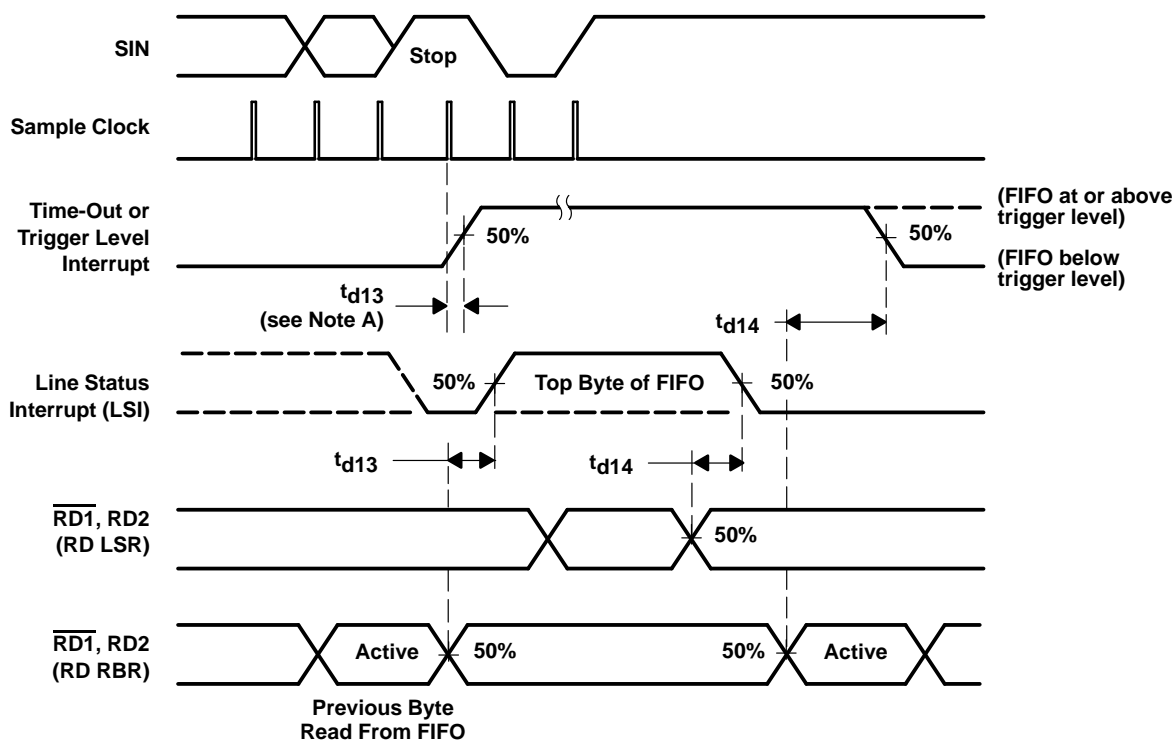 SIN
Stop
Sample Clock
Time-Out or
Trigger Level
Interrupt
50%
50%
(FIFO at or above
trigger level)
(FIFO below
trigger level)
td13
(see Note A)
td14
Line Status
Interrupt (LSI)
50%
Top Byte of FIFO
50%
td13
td14
RD1, RD2
(RD LSR)
50%
RD1, RD2
(RD RBR)
Active
50%
50%
Active
Previous Byte
Read From FIFO